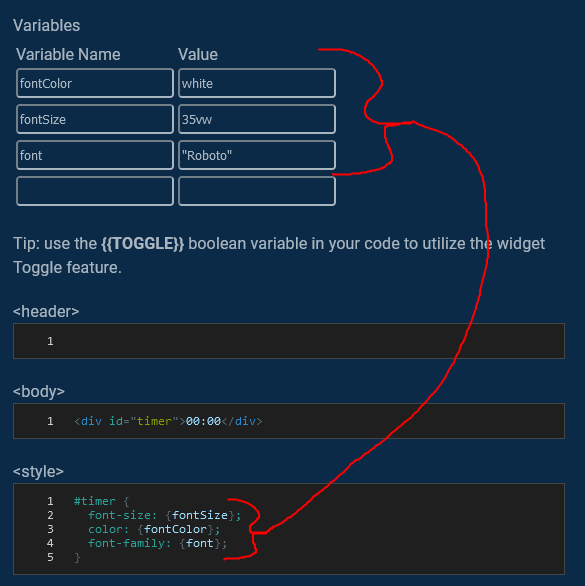 Variables
Variable Name Value
fontColor white
fontSize 35vw
font "Roboto"
Tip: use the {{TOGGLE}} boolean variable in your code to utilize the widget
Toggle feature.
<header>
1
<body>
1 <div id="timer">00:00</div>
<style>
1 #timer {
2 font-size: {fontSize};
3 color: {fontColor};
4 font-family: {font};
5 }